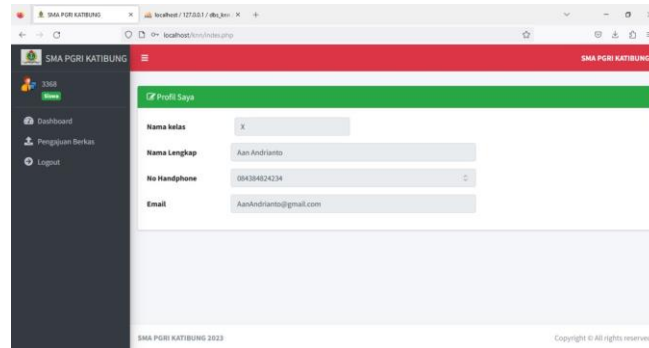 SMA PGRI KATIBUNG
localhost / 127.0.0.1 /
localhost/knn/index.php
SMA PGRI KATIBUNG
SMA PGRI KATIBUNG
3368
Siswa
Profil Saya
Dashboard
Pengajuan Berkas
Logout
Nama kelas
X
Nama Lengkap
Aan Andrianto
No Handphone
084384824234
Email
AanAndrianto@gmail.com
SMA PGRI KATIBUNG 2023
Copyright © All rights reserved